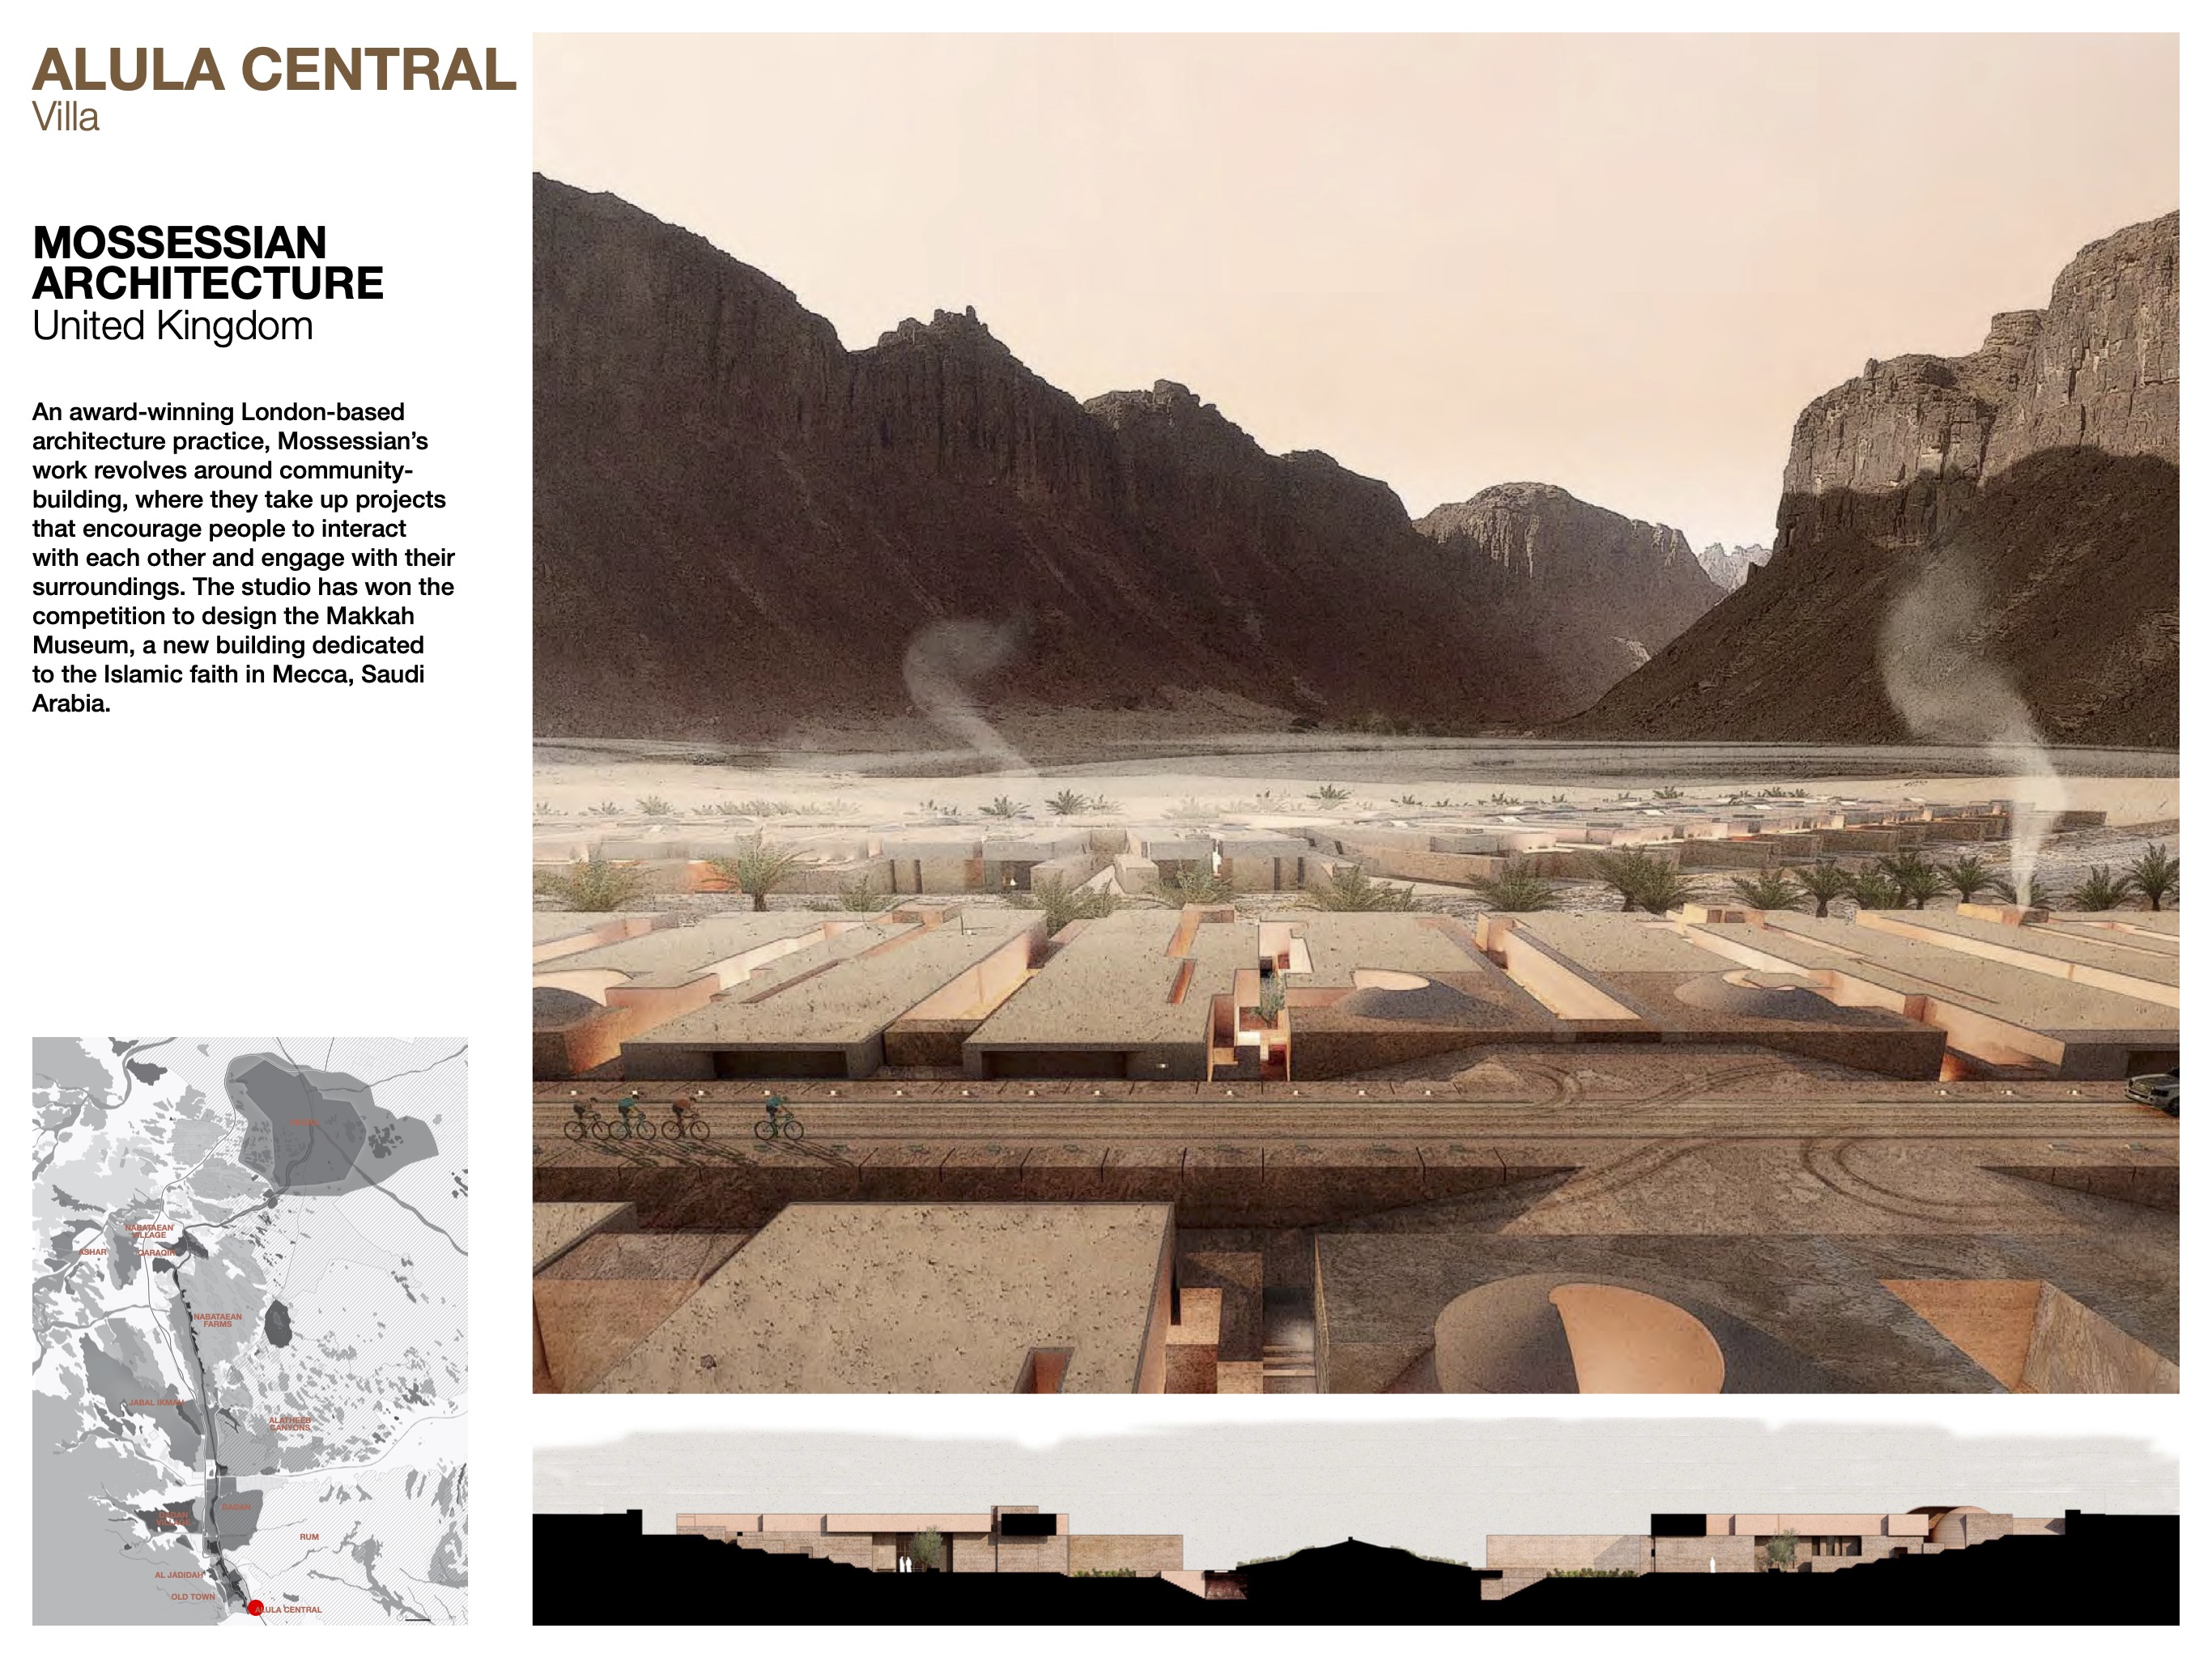 ALULA CENTRAL
Villa
MOSSESSIAN
ARCHITECTURE
United Kingdom
An award-winning London-based
architecture practice, Mossessian’s
work revolves around community-
building, where they take up projects
that encourage people to interact
with each other and engage with their
surroundings. The studio has won the
competition to design the Makkah
Museum, a new building dedicated
to the Islamic faith in Mecca, Saudi
Arabia.
NABATAEAN
VILLAGE
ASHAR
QARAQIR
NABATAEAN
FARMS
JABAL IKMAH
ALATHEEB
CANYONS
DADAN
DADAN
VILLAGE
RUM
AL JADIDAH
OLD TOWN
ALULA CENTRAL